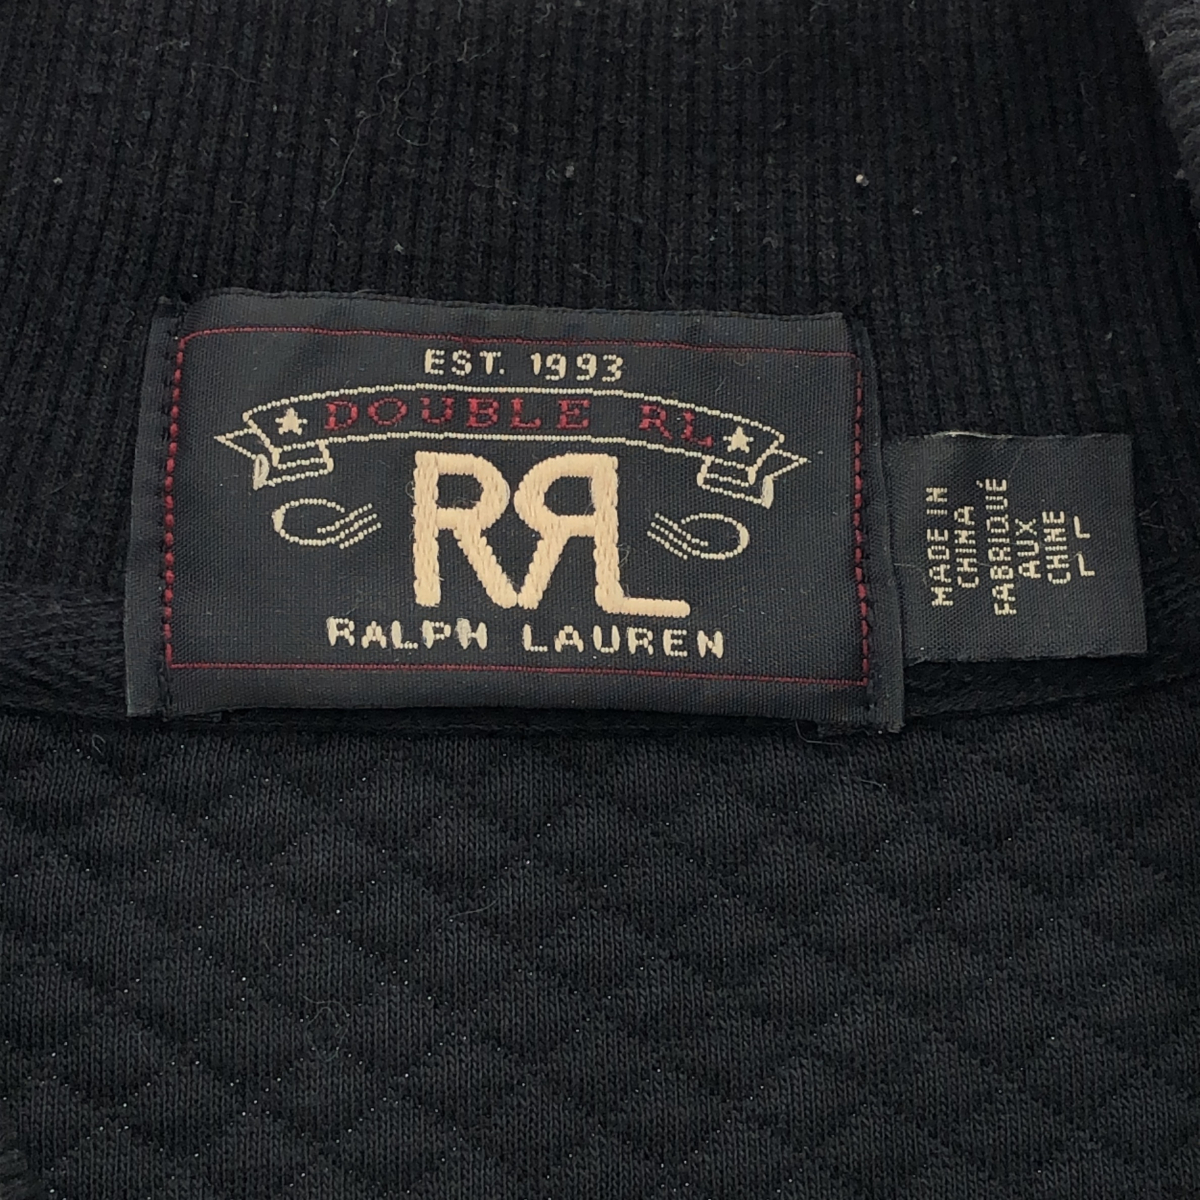 EST. 1993
DOUBLE RL
RRL
RALPH LAUREN
MADE IN
CHINA
FABRIQUÉ
AUX
CHINE
L L